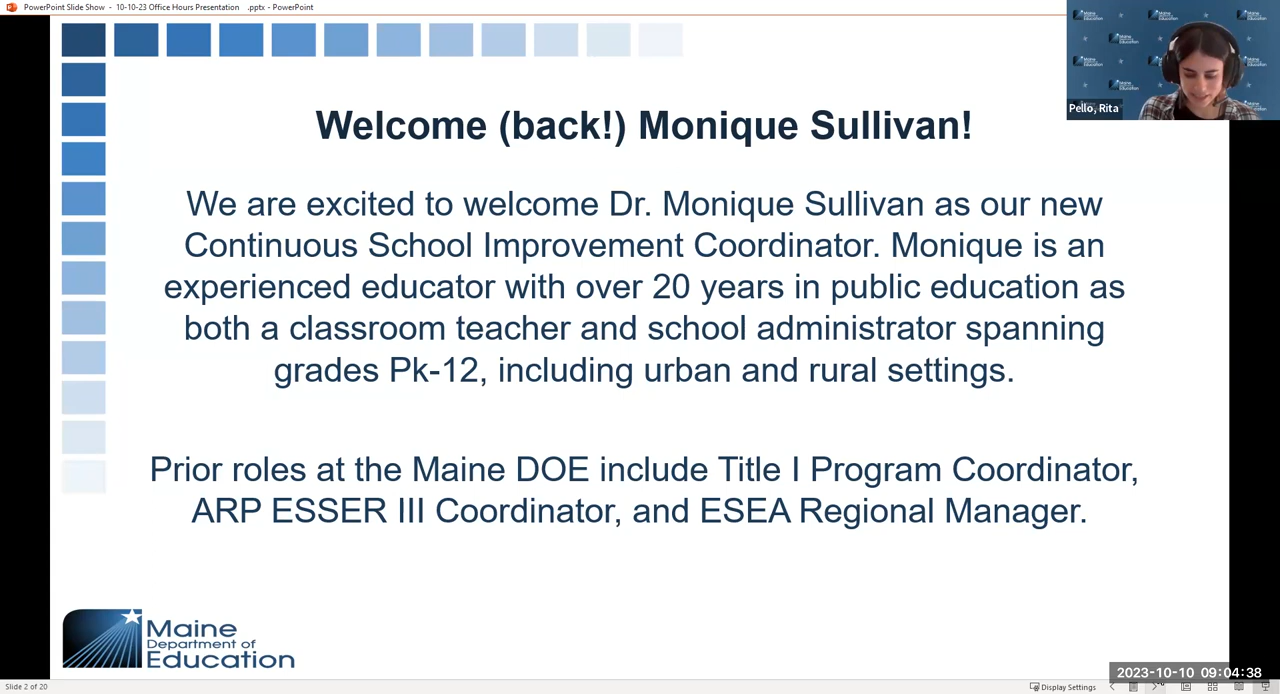 PowerPoint Slide Show - 10-10-23 Office Hours Presentation .pptx - PowerPoint
Maine Department of Education
Pello, Rita
Welcome (back!) Monique Sullivan!
We are excited to welcome Dr. Monique Sullivan as our new
Continuous School Improvement Coordinator. Monique is an
experienced educator with over 20 years in public education as
both a classroom teacher and school administrator spanning
grades Pk-12, including urban and rural settings.
Prior roles at the Maine DOE include Title I Program Coordinator,
ARP ESSER III Coordinator, and ESEA Regional Manager.
Maine
Department of
Education
2023-10-10 09:04:38
Slide 2 of 20
Display Settings